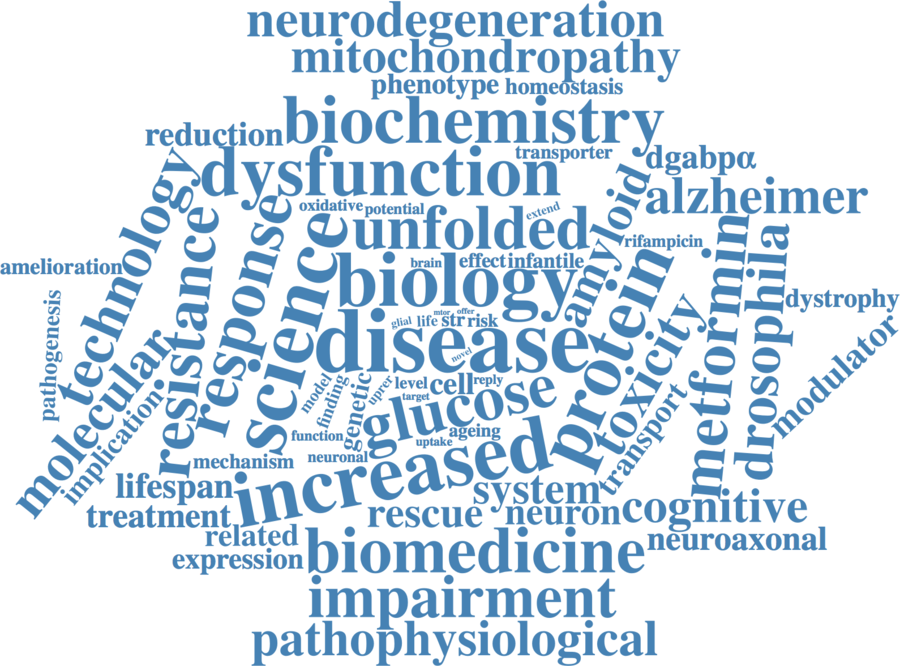 neurodegeneration
mitochondropathy
phenotype homeostasis
biochemistry
reduction
transporter
dgabpα
dysfunction
technology
alzheimer
oxidative potential
extend
unfolded
amyloid
rifampicin
amelioration
brain effect infantile
resistance
response
science
biology
protein
metformin
drosophila
dystrophy
pathogenesis
glial life mtor offer str risk
disease
novel
toxicity
modulator
molecular
implication
model
finding
genetic
uprer
level cell reply
target
glucose
function
uptake ageing
transport
mechanism
neuronal
increased
lifespan
system
treatment
rescue neuron cognitive
related
neuroaxonal
expression
biomedicine
impairment
pathophysiological